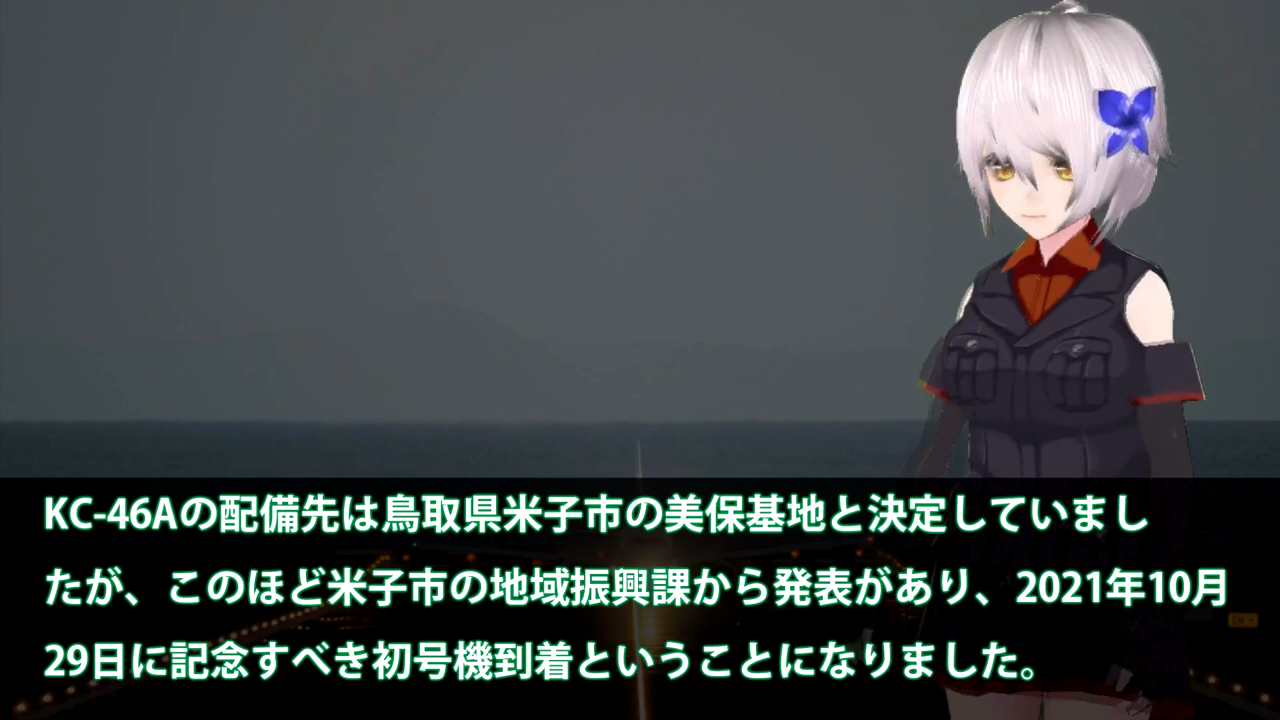 KC-46Aの配備先は鳥取県米子市の美保基地と決定していまし
たが、このほど米子市の地域振興課から発表があり、2021年10月
29日に記念すべき初号機到着ということになりました。